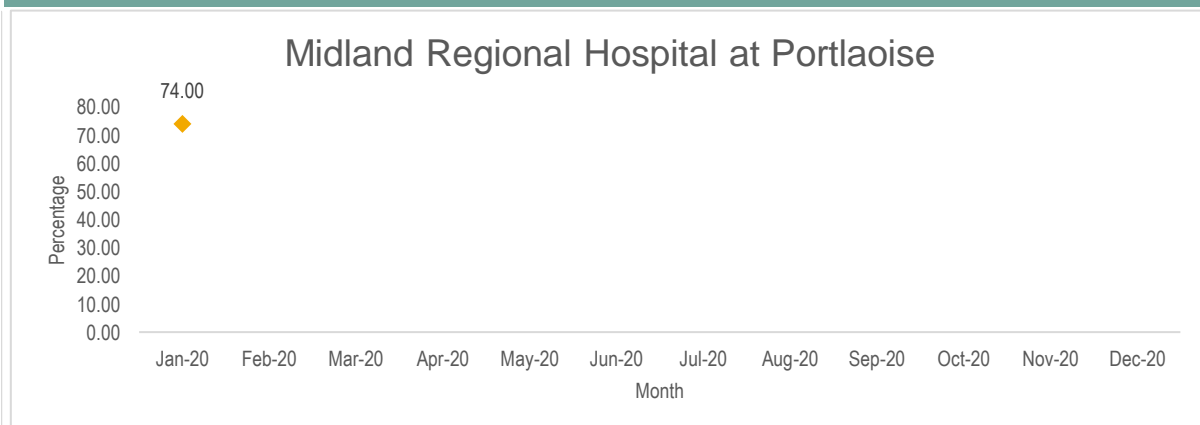 Midland Regional Hospital at Portlaoise
74.00
80.00
70.00
60.00
50.00
40.00
30.00
20.00
10.00
0.00
Percentage
Jan-20 Feb-20 Mar-20 Apr-20 May-20 Jun-20 Jul-20 Aug-20 Sep-20 Oct-20 Nov-20 Dec-20
Month